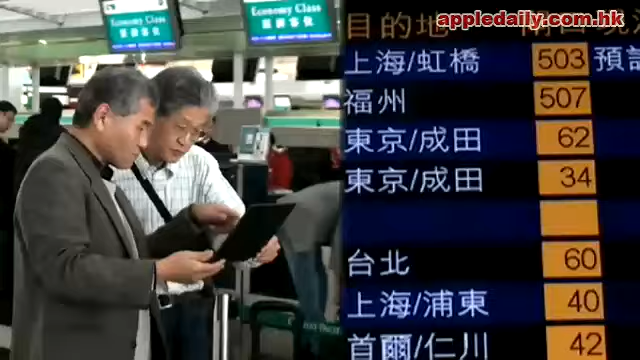 Economy Class
Economy Class
appledaily.com.hk
目的地
上海/虹橋 503
福州 507
東京/成田 62
東京/成田 34
台北 60
上海/浦東 40
首爾/仁川 42